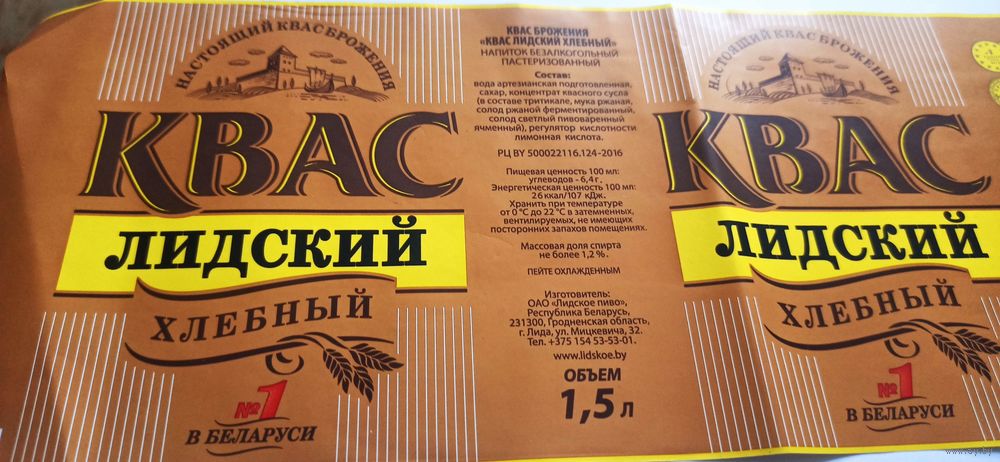 НАСТОЯЩИЙ КВАС БРОЖЕНИЯ
КВАС
ЛИДСКИЙ
ХЛЕБНЫЙ
№1
В БЕЛАРУСИ
КВАС БРОЖЕНИЯ
«КВАС ЛИДСКИЙ ХЛЕБНЫЙ»
НАПИТОК БЕЗАЛКОГОЛЬНЫЙ
ПАСТЕРИЗОВАННЫЙ
Состав:
вода артезианская подготовленная,
сахар, концентрат квасного сусла
(в составе тритикале, мука ржаная,
солод ржаной ферментированный,
солод светлый пивоваренный
ячменный), регулятор кислотности
лимонная кислота.
РЦ BY 500022116.124-2016
Пищевая ценность 100 мл:
углеводов - 6,4 г.
Энергетическая ценность 100 мл:
26 ккал/107 кДж.
Хранить при температуре
от 0 °С до 22 °С в затемненных,
вентилируемых, не имеющих
посторонних запахов помещениях.
Массовая доля спирта
не более 1,2 %.
ПЕЙТЕ ОХЛАЖДЕННЫМ
Изготовитель:
ОАО «Лидское пиво»,
Республика Беларусь,
231300, Гродненская область,
г. Лида, ул. Мицкевича, 32.
Тел. +375 154 53-53-01.
www.lidskoe.by
ОБЪЕМ
1,5 л
НАСТОЯЩИЙ КВАС БРОЖЕНИЯ
КВАС
ЛИДСКИЙ
ХЛЕБНЫЙ
№1
В БЕЛАРУСИ